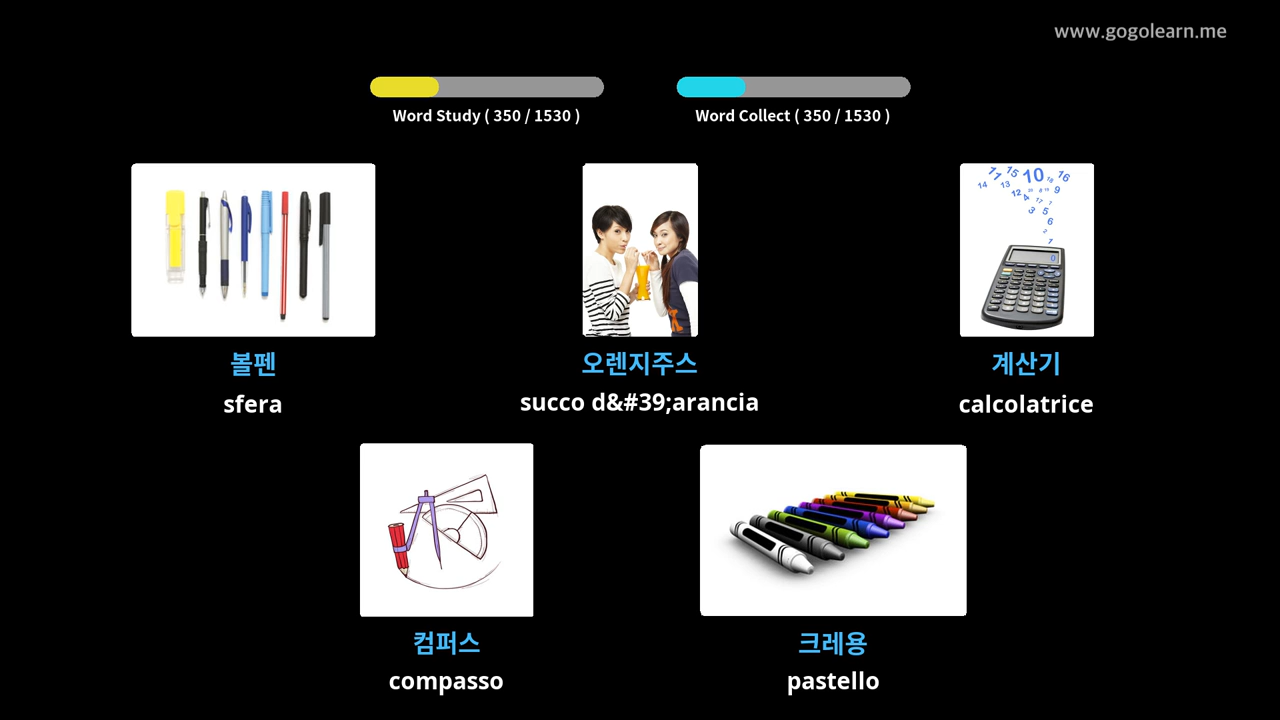 www.gogolearn.me
Word Study ( 350 / 1530 )
Word Collect ( 350 / 1530 )
볼펜
오렌지주스
계산기
sfera
succo d&#39;arancia
calcolatrice
컴퍼스
크레용
compasso
pastello